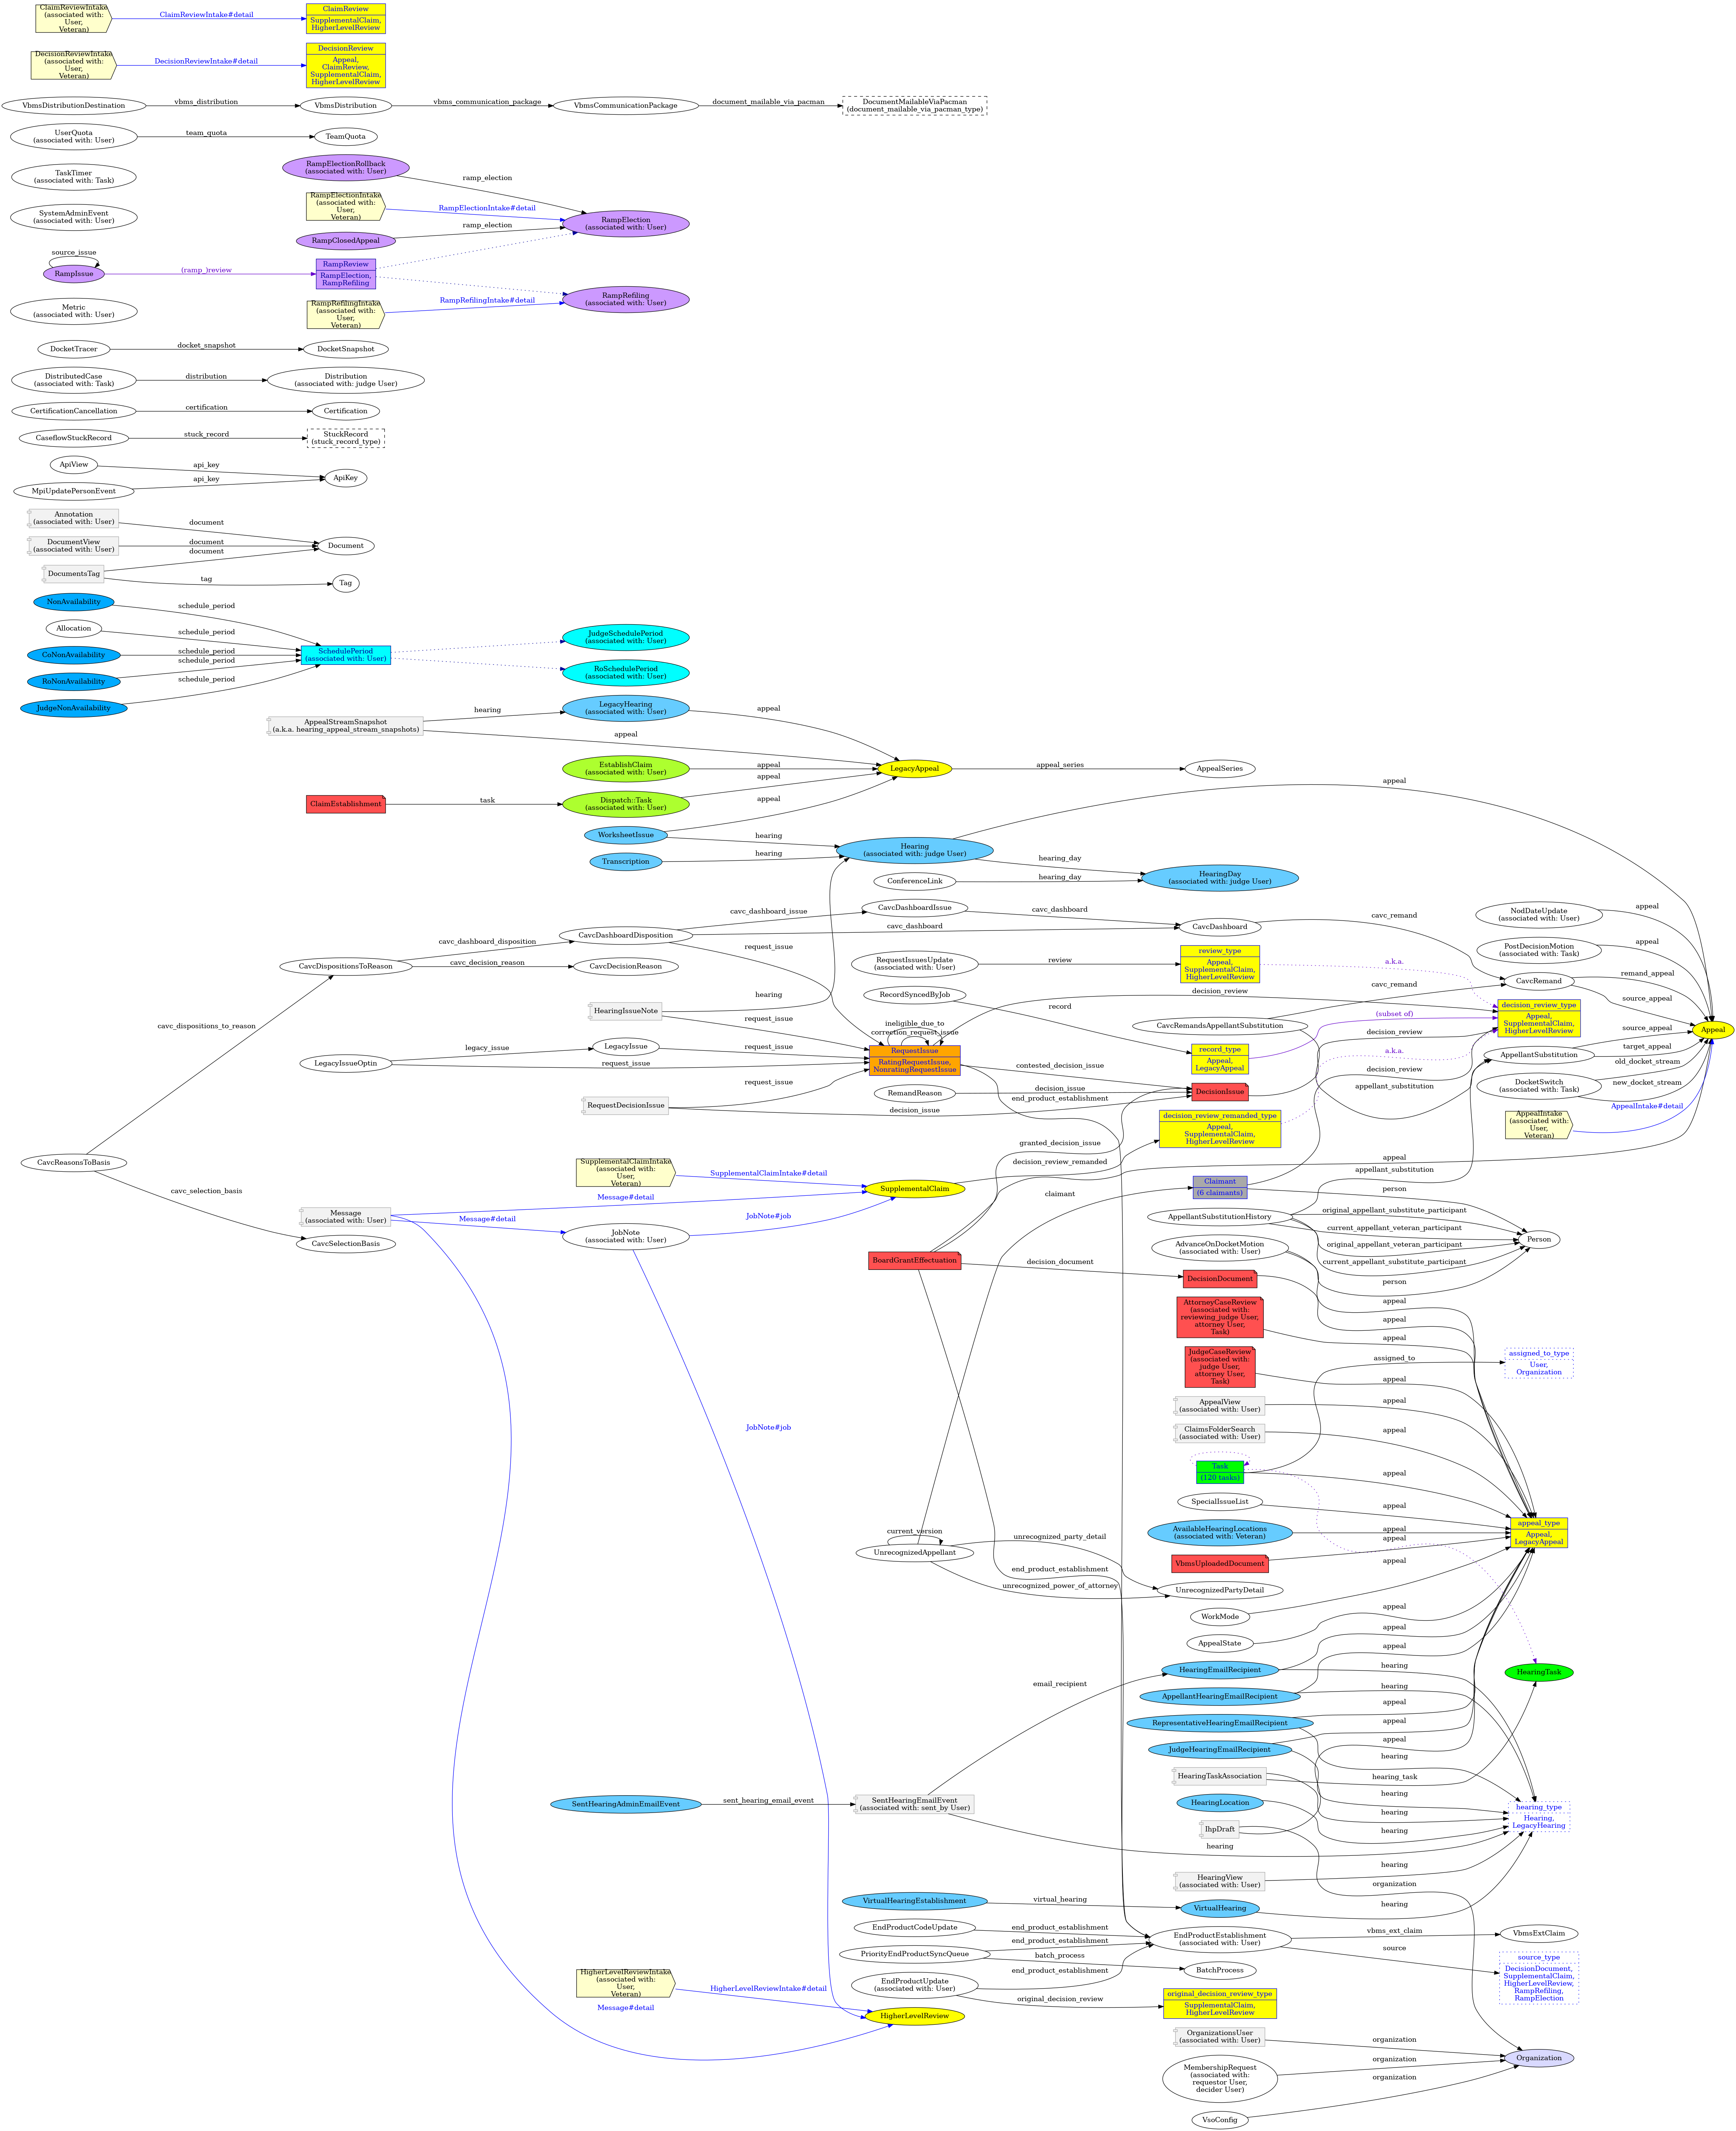 ClaimReviewIntake
(associated with:
User,
Veteran)
ClaimReviewIntake#detail
ClaimReview
SupplementalClaim,
HigherLevelReview
DecisionReviewIntake
(associated with:
User,
Veteran)
DecisionReviewIntake#detail
DecisionReview
Appeal,
ClaimReview,
SupplementalClaim,
HigherLevelReview
VbmsDistributionDestination
vbms_distribution
VbmsDistribution
vbms_communication_package
VbmsCommunicationPackage
document_mailable_via_pacman
DocumentMailableViaPacman
(document_mailable_via_pacman_type)
UserQuota
(associated with: User)
team_quota
TeamQuota
TaskTimer
(associated with: Task)
SystemAdminEvent
(associated with: User)
RampElectionRollback
(associated with: User)
ramp_election
RampElectionIntake
(associated with:
User,
Veteran)
RampElectionIntake#detail
RampElection
(associated with: User)
RampClosedAppeal
ramp_election
source_issue
RampIssue
(ramp_)review
RampReview
RampElection,
RampRefiling
RampRefilingIntake
(associated with:
User,
Veteran)
RampRefilingIntake#detail
RampRefiling
(associated with: User)
Metric
(associated with: User)
DocketTracer
docket_snapshot
DocketSnapshot
DistributedCase
(associated with: Task)
distribution
Distribution
(associated with: judge User)
CertificationCancellation
certification
Certification
CaseflowStuckRecord
stuck_record
StuckRecord
(stuck_record_type)
ApiView
api_key
MpiUpdatePersonEvent
api_key
ApiKey
Annotation
(associated with: User)
document
DocumentView
(associated with: User)
document
Document
DocumentsTag
document
tag
Tag
NonAvailability
schedule_period
Allocation
schedule_period
CoNonAvailability
schedule_period
RoNonAvailability
schedule_period
JudgeNonAvailability
schedule_period
SchedulePeriod
(associated with: User)
JudgeSchedulePeriod
(associated with: User)
RoSchedulePeriod
(associated with: User)
AppealStreamSnapshot
(a.k.a. hearing_appeal_stream_snapshots)
hearing
appeal
LegacyHearing
(associated with: User)
appeal
EstablishClaim
(associated with: User)
appeal
LegacyAppeal
appeal_series
AppealSeries
ClaimEstablishment
task
Dispatch::Task
(associated with: User)
appeal
WorksheetIssue
appeal
hearing
Transcription
hearing
Hearing
(associated with: judge User)
appeal
hearing_day
ConferenceLink
hearing_day
HearingDay
(associated with: judge User)
CavcDispositionsToReason
cavc_dashboard_disposition
cavc_decision_reason
CavcDashboardDisposition
cavc_dashboard_issue
cavc_dashboard
request_issue
CavcDecisionReason
CavcDashboardIssue
cavc_dashboard
CavcDashboard
cavc_remand
NodDateUpdate
(associated with: User)
appeal
PostDecisionMotion
(associated with: Task)
appeal
CavcRemand
remand_appeal
source_appeal
RequestIssuesUpdate
(associated with: User)
review
review_type
Appeal,
SupplementalClaim,
HigherLevelReview
a.k.a.
RecordSyncedByJob
record
record_type
Appeal,
LegacyAppeal
(subset of)
decision_review_type
Appeal,
SupplementalClaim,
HigherLevelReview
HearingIssueNote
hearing
request_issue
CavcRemandsAppellantSubstitution
cavc_remand
appellant_substitution
decision_review
ineligible_due_to
correction_request_issue
RequestIssue
RatingRequestIssue,
NonratingRequestIssue
contested_decision_issue
end_product_establishment
LegacyIssueOptin
legacy_issue
request_issue
LegacyIssue
request_issue
RequestDecisionIssue
request_issue
decision_issue
RemandReason
decision_issue
DecisionIssue
decision_review
decision_review
a.k.a.
decision_review_remanded_type
Appeal,
SupplementalClaim,
HigherLevelReview
AppellantSubstitution
source_appeal
target_appeal
Appeal
DocketSwitch
(associated with: Task)
old_docket_stream
new_docket_stream
AppealIntake
(associated with:
User,
Veteran)
AppealIntake#detail
cavc_dispositions_to_reason
CavcReasonsToBasis
cavc_selection_basis
CavcSelectionBasis
SupplementalClaimIntake
(associated with:
User,
Veteran)
SupplementalClaimIntake#detail
SupplementalClaim
Message
(associated with: User)
Message#detail
Message#detail
JobNote
(associated with: User)
JobNote#job
JobNote#job
granted_decision_issue
decision_review_remanded
appeal
claimant
Claimant
(6 claimants)
person
appellant_substitution
AppellantSubstitutionHistory
original_appellant_substitute_participant
current_appellant_veteran_participant
original_appellant_veteran_participant
current_appellant_substitute_participant
Person
AdvanceOnDocketMotion
(associated with: User)
person
appeal
BoardGrantEffectuation
decision_document
end_product_establishment
DecisionDocument
appeal
AttorneyCaseReview
(associated with:
reviewing_judge User,
attorney User,
Task)
appeal
JudgeCaseReview
(associated with:
judge User,
attorney User,
Task)
appeal
assigned_to
assigned_to_type
User,
Organization
AppealView
(associated with: User)
appeal
ClaimsFolderSearch
(associated with: User)
appeal
Task
(120 tasks)
appeal
SpecialIssueList
appeal
AvailableHearingLocations
(associated with: Veteran)
appeal
VbmsUploadedDocument
appeal
appeal_type
Appeal,
LegacyAppeal
current_version
UnrecognizedAppellant
unrecognized_party_detail
unrecognized_power_of_attorney
UnrecognizedPartyDetail
WorkMode
appeal
AppealState
appeal
HearingEmailRecipient
appeal
hearing
AppellantHearingEmailRecipient
appeal
hearing
RepresentativeHearingEmailRecipient
appeal
hearing
JudgeHearingEmailRecipient
appeal
hearing
HearingTask
HearingTaskAssociation
hearing_task
hearing
HearingLocation
hearing
IhpDraft
appeal
organization
hearing_type
Hearing,
LegacyHearing
SentHearingAdminEmailEvent
sent_hearing_email_event
SentHearingEmailEvent
(associated with: sent_by User)
email_recipient
hearing
HearingView
(associated with: User)
hearing
VirtualHearingEstablishment
virtual_hearing
VirtualHearing
hearing
EndProductCodeUpdate
end_product_establishment
PriorityEndProductSyncQueue
end_product_establishment
batch_process
BatchProcess
EndProductUpdate
(associated with: User)
end_product_establishment
original_decision_review
original_decision_review_type
SupplementalClaim,
HigherLevelReview
EndProductEstablishment
(associated with: User)
vbms_ext_claim
VbmsExtClaim
source
source_type
DecisionDocument,
SupplementalClaim,
HigherLevelReview,
RampRefiling,
RampElection
HigherLevelReviewIntake
(associated with:
User,
Veteran)
HigherLevelReviewIntake#detail
Message#detail
HigherLevelReview
OrganizationsUser
(associated with: User)
organization
MembershipRequest
(associated with:
requestor User,
decider User)
organization
VsoConfig
organization
Organization